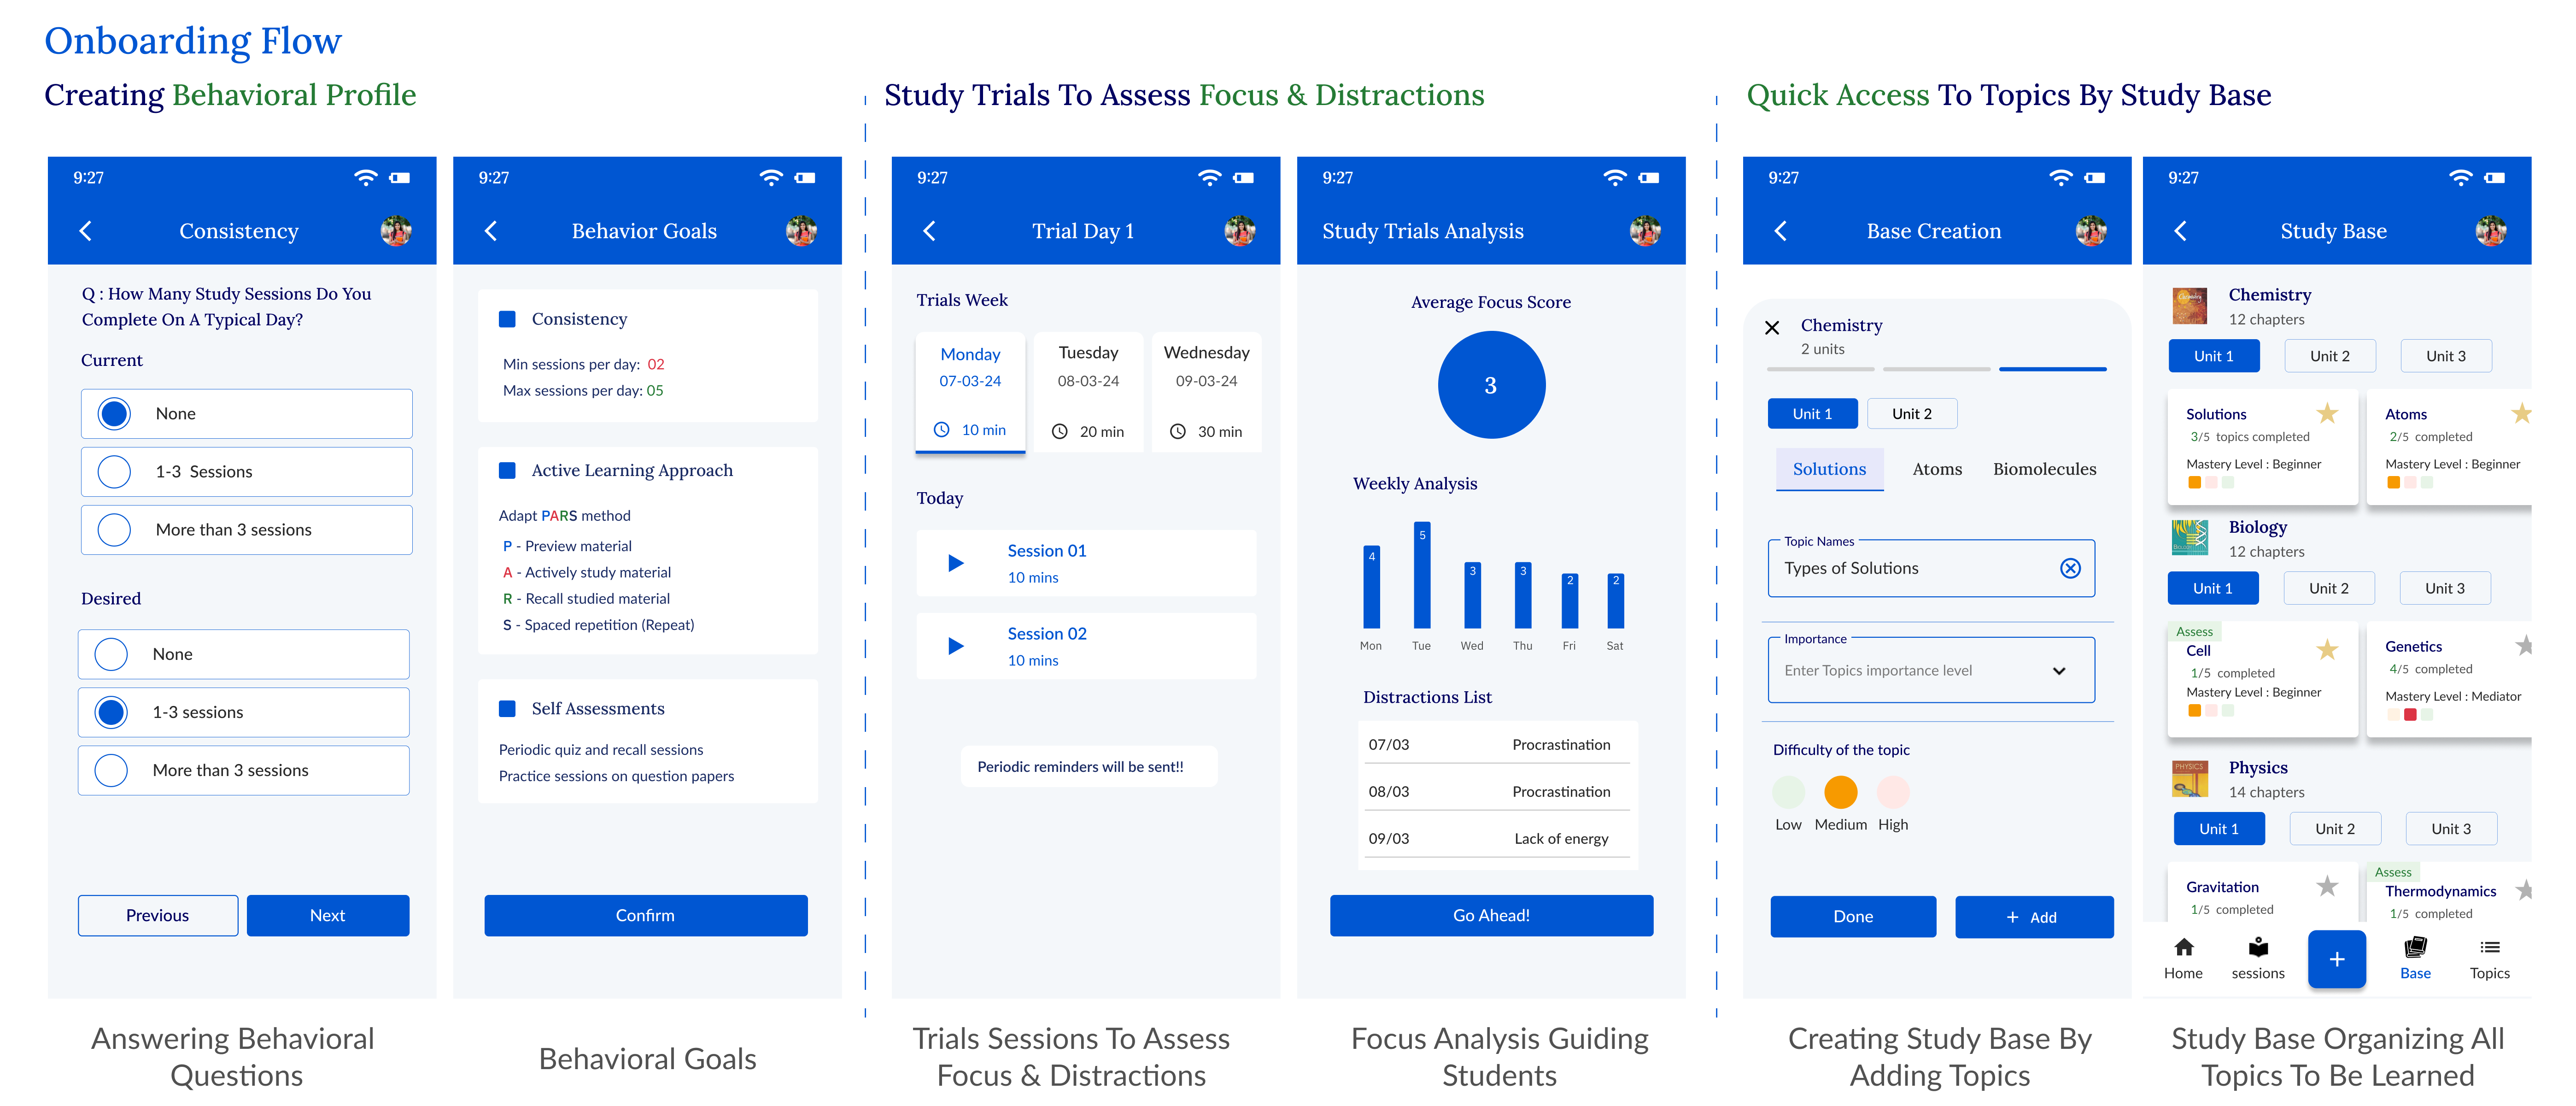 Onboarding Flow
Creating Behavioral Profile
9:27
Consistency
Q : How Many Study Sessions Do You
Complete On A Typical Day?
Current
None
1-3 Sessions
More than 3 sessions
Desired
None
1-3 sessions
More than 3 sessions
Previous
Next
Answering Behavioral
Questions
9:27
Behavior Goals
Consistency
Min sessions per day: 02
Max sessions per day: 05
Active Learning Approach
Adapt PARS method
P - Preview material
A - Actively study material
R - Recall studied material
S - Spaced repetition (Repeat)
Self Assessments
Periodic quiz and recall sessions
Practice sessions on question papers
Confirm
Behavioral Goals
Study Trials To Assess Focus & Distractions
9:27
Trial Day 1
Trials Week
Monday
07-03-24
10 min
Tuesday
08-03-24
20 min
Wednesday
09-03-24
30 min
Today
Session 01
10 mins
Session 02
10 mins
Periodic reminders will be sent!!
Trials Sessions To Assess
Focus & Distractions
9:27
Study Trials Analysis
Average Focus Score
3
Weekly Analysis
4 5 3 3 2 2
Mon Tue Wed Thu Fri Sat
Distractions List
07/03 Procrastination
08/03 Procrastination
09/03 Lack of energy
Go Ahead!
Focus Analysis Guiding
Students
Quick Access To Topics By Study Base
9:27
Base Creation
Chemistry
2 units
Unit 1 Unit 2
Solutions Atoms Biomolecules
Topic Names
Types of Solutions
Importance
Enter Topics importance level
Difficulty of the topic
Low Medium High
Done
+ Add
Creating Study Base By
Adding Topics
9:27
Study Base
Chemistry
12 chapters
Unit 1 Unit 2 Unit 3
Solutions
3/5 topics completed
Mastery Level : Beginner
Atoms
2/5 completed
Mastery Level : Beginner
Biology
BIOLOGY
12 chapters
Unit 1 Unit 2 Unit 3
Assess
Cell
1/5 completed
Mastery Level : Beginner
Genetics
4/5 completed
Mastery Level : Mediator
PHYSICS
Physics
14 chapters
Unit 1 Unit 2 Unit 3
Gravitation
1/5 completed
Assess
Thermodynamics
1/5 completed
Home sessions + Base Topics
Study Base Organizing All
Topics To Be Learned